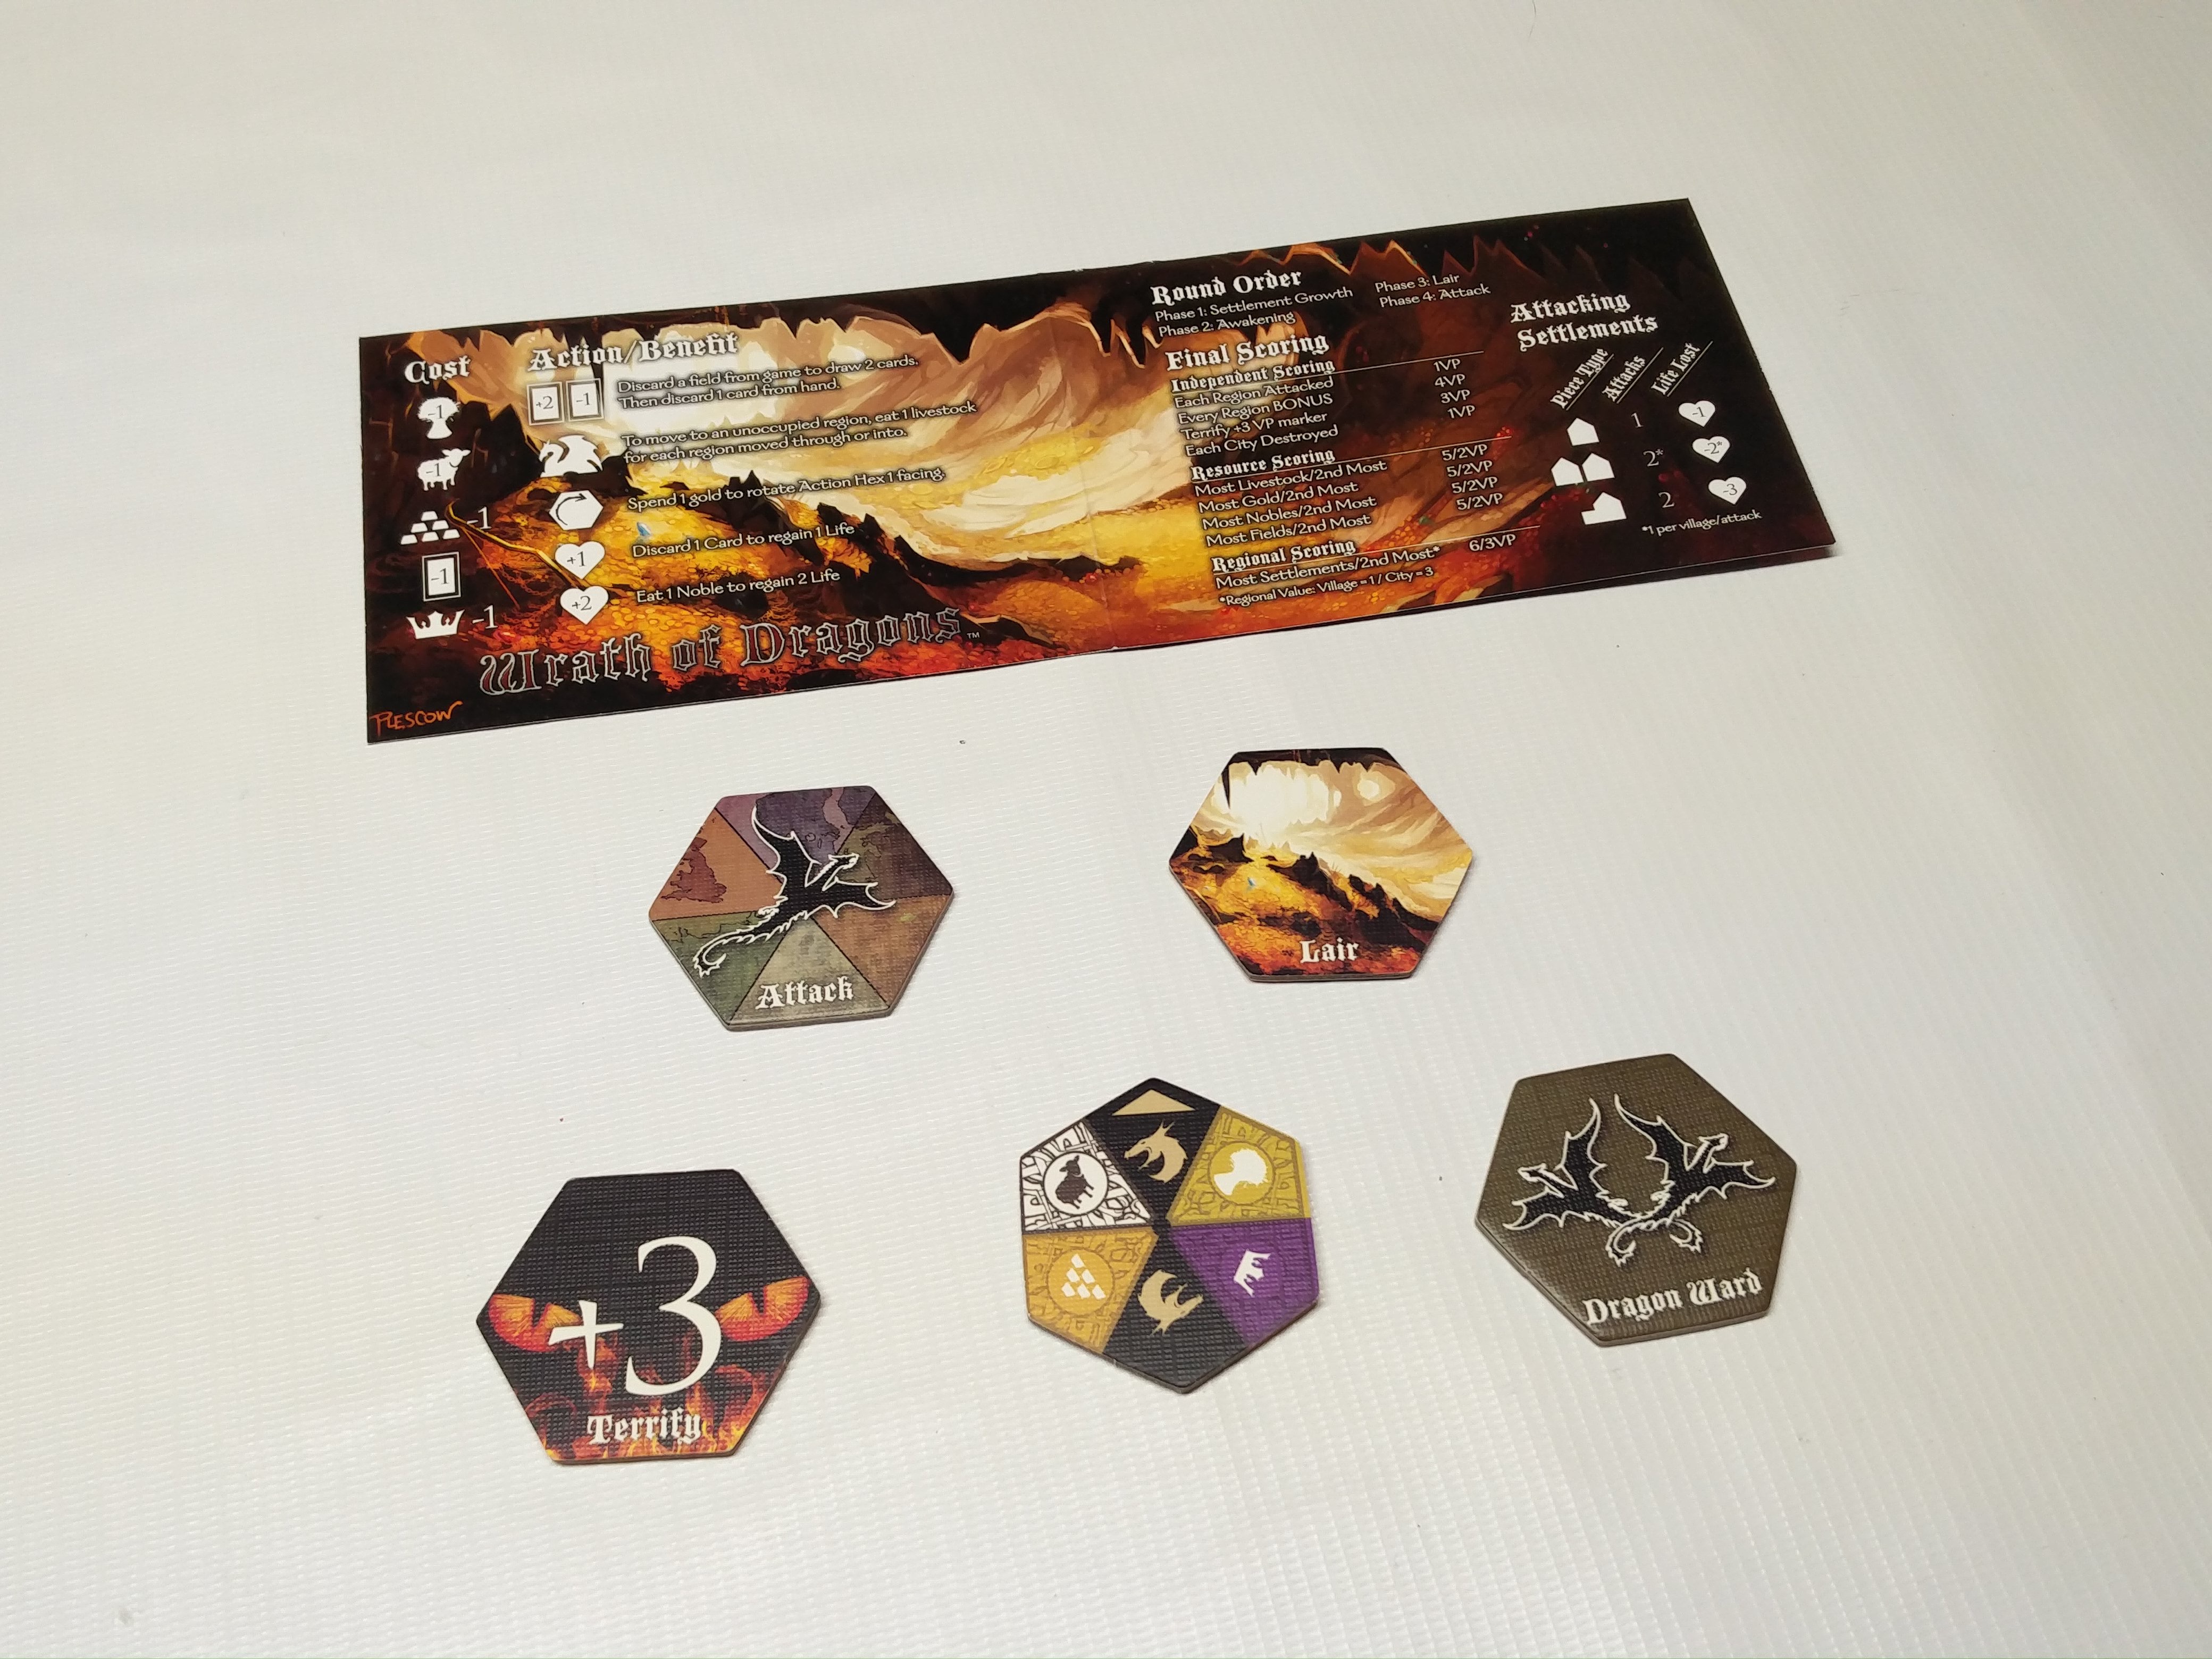 Cost
Action/Benefit
-1
+2
-1
Discard a field from game to draw 2 cards.
Then discard 1 card from hand.
-1
To move to an unoccupied region, eat 1 livestock
for each region moved through or into.
-1
Spend 1 gold to rotate Action Hex 1 facing.
-1
+1
Discard 1 Card to regain 1 Life
-1
+2
Eat 1 Noble to regain 2 Life
Wrath of Dragons™
PLESCOW
Round Order
Phase 1: Settlement Growth
Phase 2: Awakening
Phase 3: Lair
Phase 4: Attack
Final Scoring
Independent Scoring
Each Region Attacked 1VP
Every Region BONUS 4VP
Terrify +3 VP marker 3VP
Each City Destroyed 1VP
Resource Scoring
Most Livestock/2nd Most 5/2VP
Most Gold/2nd Most 5/2VP
Most Nobles/2nd Most 5/2VP
Most Fields/2nd Most 5/2VP
Regional Scoring
Most Settlements/2nd Most* 6/3VP
*Regional Value: Village = 1 / City = 3
Attacking
Settlements
Piece Type
Attacks
Life Lost
1 -1
2* -2*
2 -3
*1 per village/attack
Attack
Lair
+3
Terrify
Dragon Ward